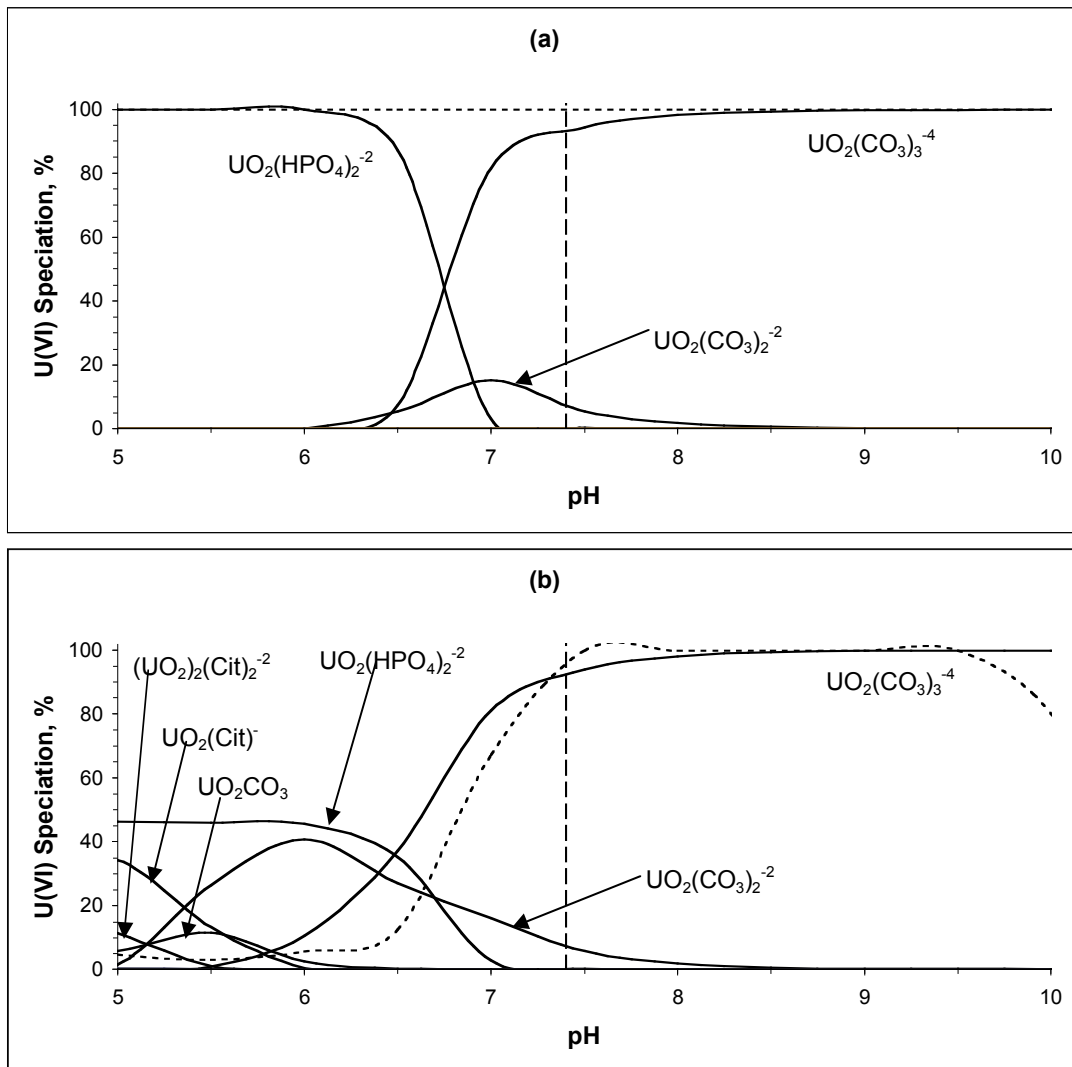 (a)
U(VI) Speciation, %
100
80
60
40
20
0
UO₂(HPO₄)₂⁻²
UO₂(CO₃)₃⁻⁴
UO₂(CO₃)₂⁻²
5 6 7 8 9 10
pH
(b)
U(VI) Speciation, %
100
80
60
40
20
0
(UO₂)₂(Cit)₂⁻²
UO₂(HPO₄)₂⁻²
UO₂(CO₃)₃⁻⁴
UO₂(Cit)⁻
UO₂CO₃
UO₂(CO₃)₂⁻²
5 6 7 8 9 10
pH